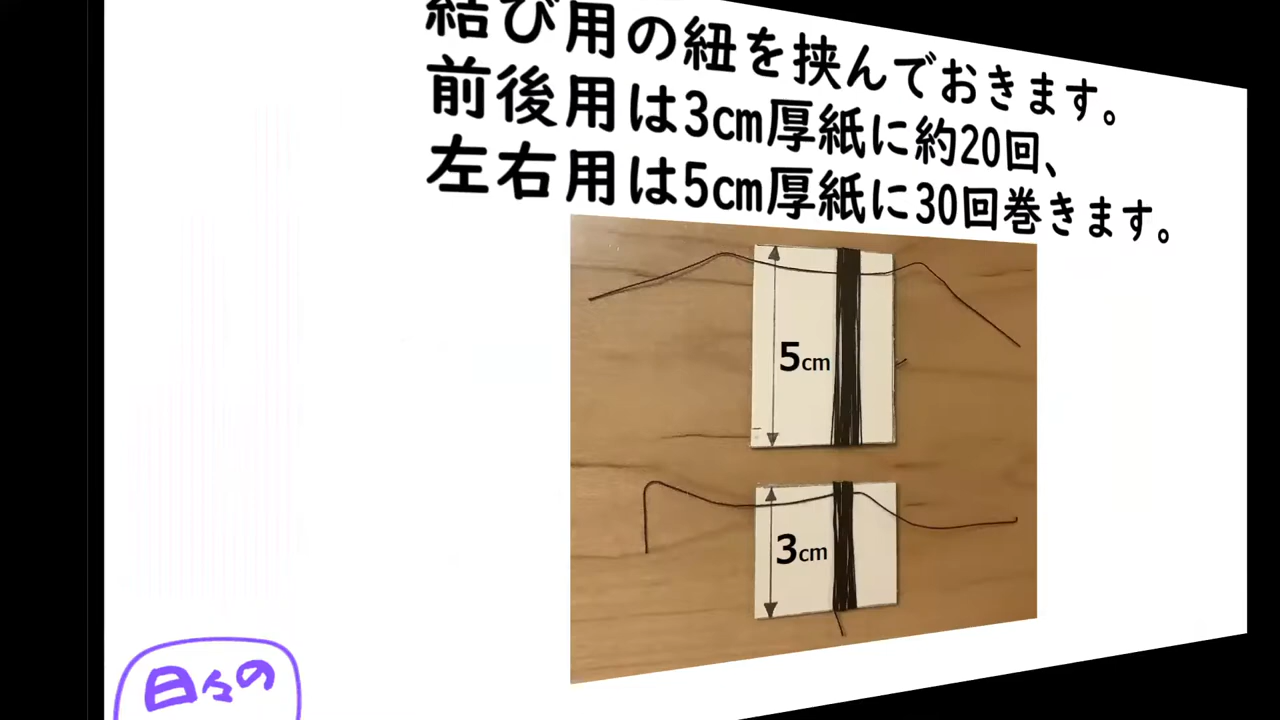 結び用の紐を挟んでおきます。
前後用は3cm厚紙に約20回、
左右用は5cm厚紙に30回巻きます。
5cm
3cm
日々の